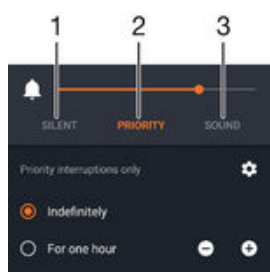 1 2 3
SILENT PRIORITY SOUND
Priority interruptions only
Indefinitely
For one hour